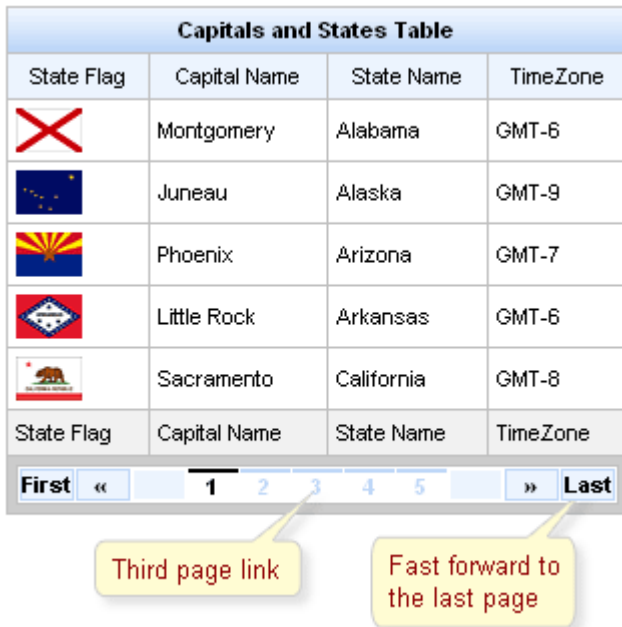 Capitals and States Table
State Flag Capital Name State Name TimeZone
Montgomery Alabama GMT-6
Juneau Alaska GMT-9
Phoenix Arizona GMT-7
Little Rock Arkansas GMT-6
Sacramento California GMT-8
State Flag Capital Name State Name TimeZone
First « 1 2 3 4 5 » Last
Third page link
Fast forward to
the last page